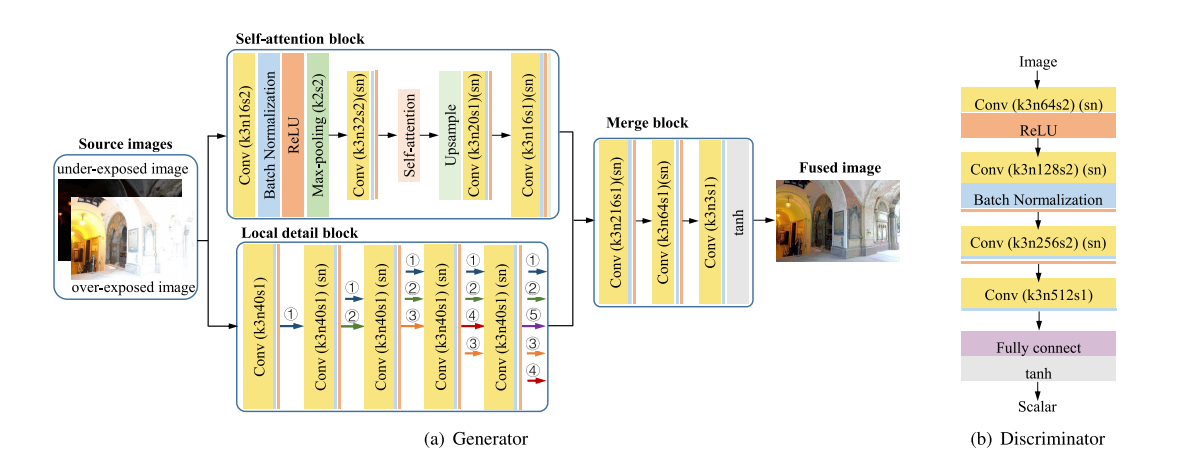 Self-attention block
Conv (k3n16s2)
Batch Normalization
ReLU
Max-pooling (k2s2)
Conv (k3n32s2)(sn)
Self-attention
Upsample
Conv (k3n20s1)(sn)
Conv (k3n16s1)(sn)
Source images
under-exposed image
over-exposed image
Local detail block
Conv (k3n40s1)
①
Conv (k3n40s1) (sn)
①
②
Conv (k3n40s1) (sn)
①
②
③
Conv (k3n40s1) (sn)
①
②
④
③
Conv (k3n40s1) (sn)
①
②
⑤
③
④
Merge block
Conv (k3n216s1)(sn)
Conv (k3n64s1)(sn)
Conv (k3n3s1)
tanh
Fused image
(a) Generator
Image
Conv (k3n64s2) (sn)
ReLU
Conv (k3n128s2) (sn)
Batch Normalization
Conv (k3n256s2) (sn)
Conv (k3n512s1)
Fully connect
tanh
Scalar
(b) Discriminator